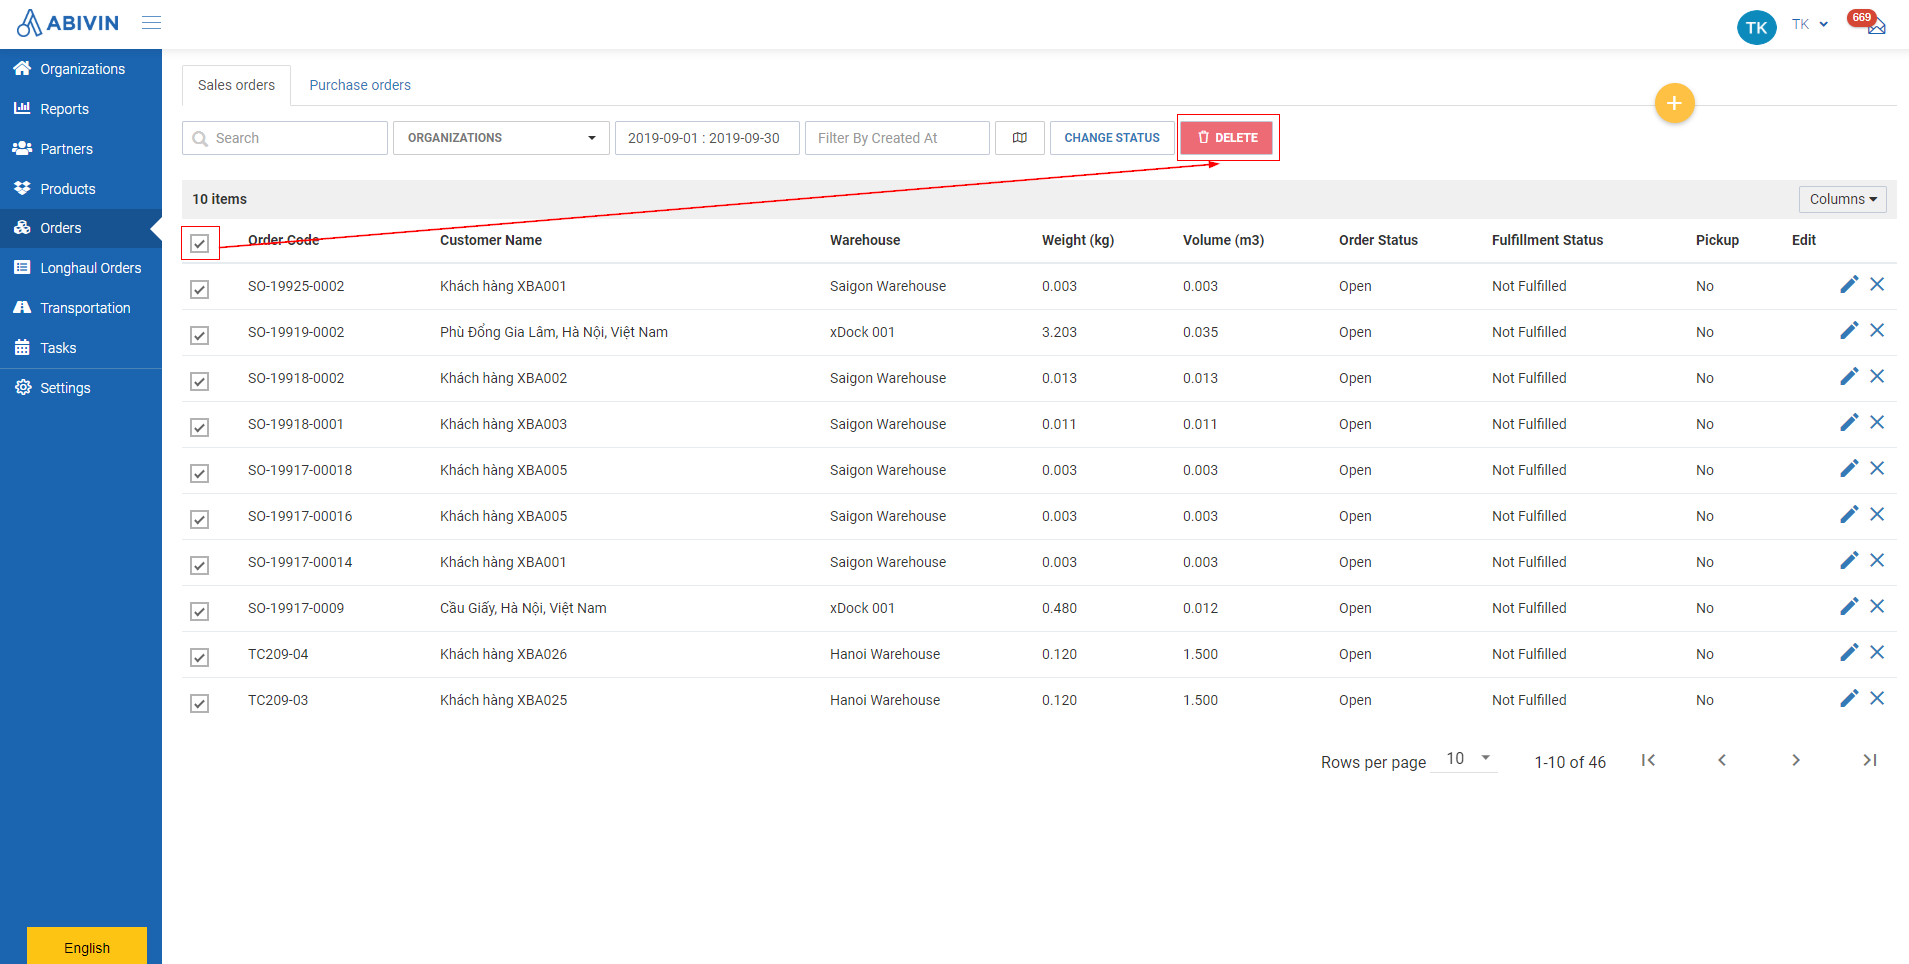 ABIVIN
TK
TK
669
Organizations
Reports
Partners
Products
Orders
Longhaul Orders
Transportation
Tasks
Settings
English
Sales orders
Purchase orders
+
Search
ORGANIZATIONS
2019-09-01 : 2019-09-30
Filter By Created At
CHANGE STATUS
DELETE
10 items
Columns
Order Code Customer Name Warehouse Weight (kg) Volume (m3) Order Status Fulfillment Status Pickup Edit
SO-19925-0002 Khách hàng XBA001 Saigon Warehouse 0.003 0.003 Open Not Fulfilled No
SO-19919-0002 Phù Đổng Gia Lâm, Hà Nội, Việt Nam xDock 001 3.203 0.035 Open Not Fulfilled No
SO-19918-0002 Khách hàng XBA002 Saigon Warehouse 0.013 0.013 Open Not Fulfilled No
SO-19918-0001 Khách hàng XBA003 Saigon Warehouse 0.011 0.011 Open Not Fulfilled No
SO-19917-00018 Khách hàng XBA005 Saigon Warehouse 0.003 0.003 Open Not Fulfilled No
SO-19917-00016 Khách hàng XBA005 Saigon Warehouse 0.003 0.003 Open Not Fulfilled No
SO-19917-00014 Khách hàng XBA001 Saigon Warehouse 0.003 0.003 Open Not Fulfilled No
SO-19917-0009 Cầu Giấy, Hà Nội, Việt Nam xDock 001 0.480 0.012 Open Not Fulfilled No
TC209-04 Khách hàng XBA026 Hanoi Warehouse 0.120 1.500 Open Not Fulfilled No
TC209-03 Khách hàng XBA025 Hanoi Warehouse 0.120 1.500 Open Not Fulfilled No
Rows per page 10 1-10 of 46